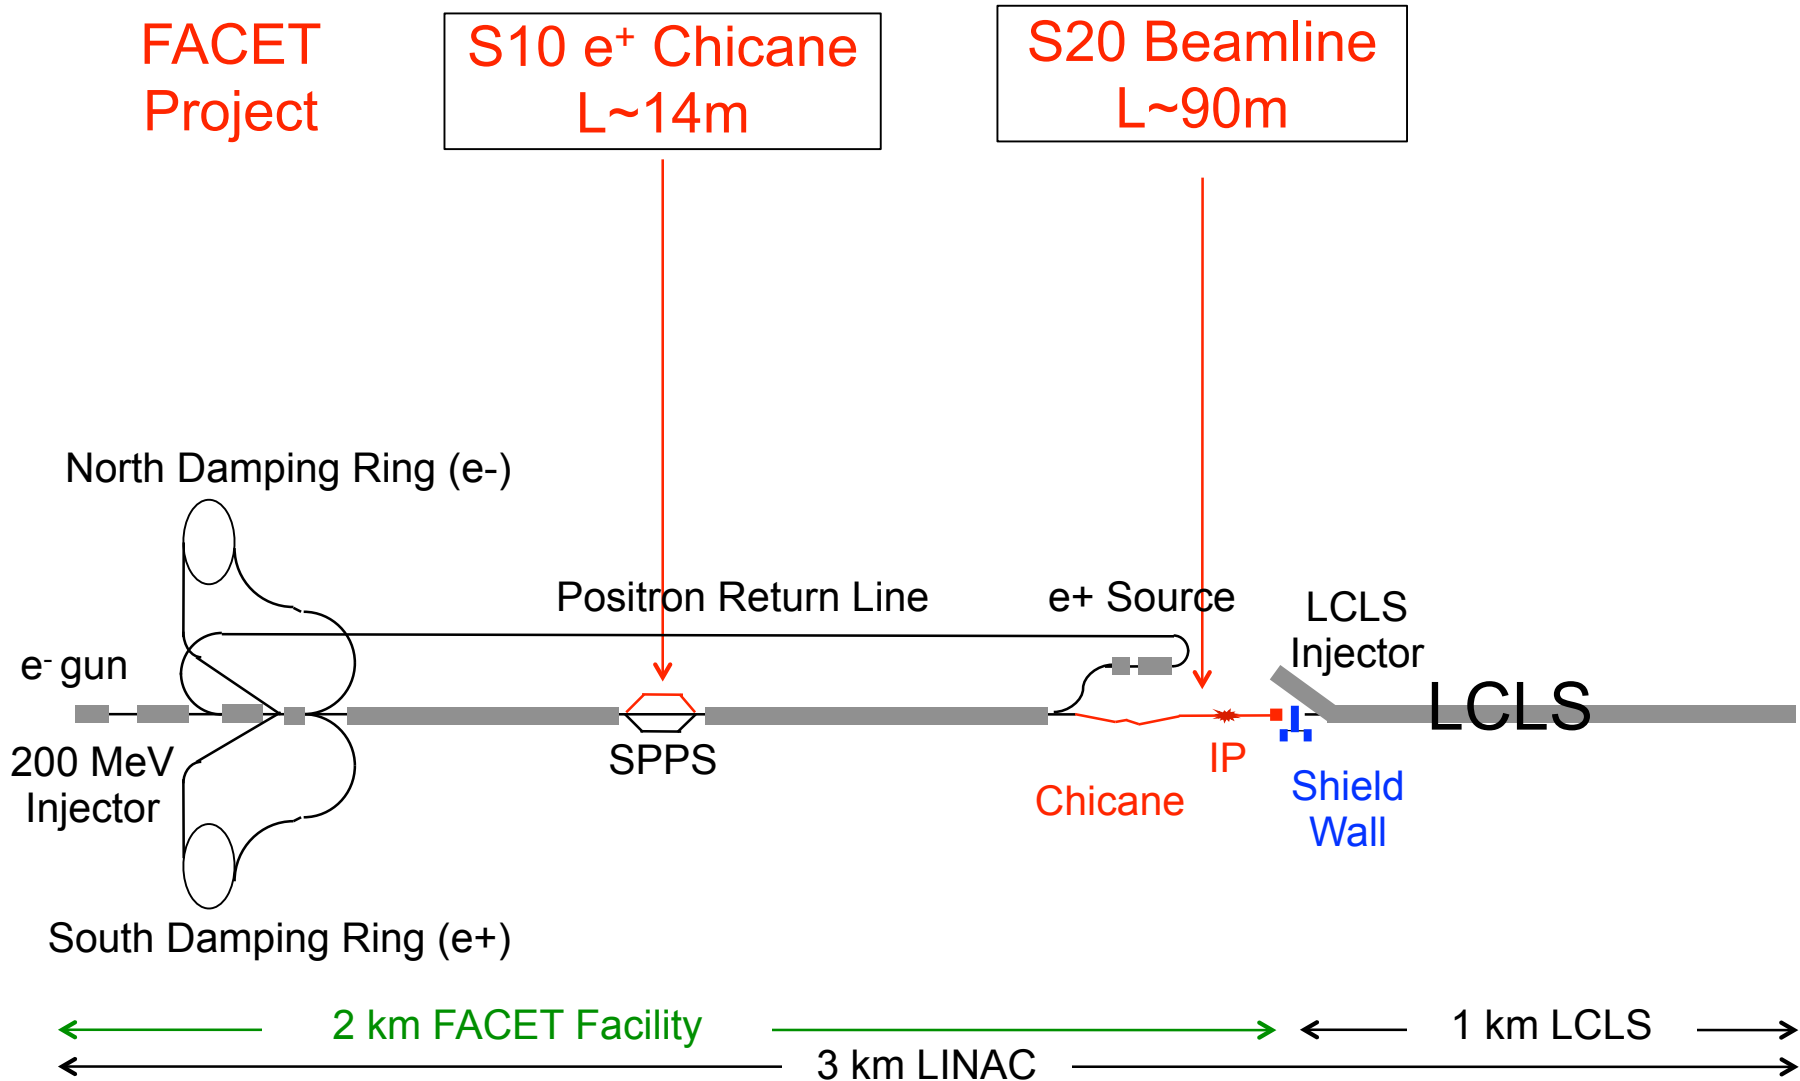 FACET
Project
S10 e⁺ Chicane
L~14m
S20 Beamline
L~90m
North Damping Ring (e-)
Positron Return Line
e+ Source
LCLS
Injector
e⁻ gun
LCLS
200 MeV
Injector
SPPS
IP
Chicane
Shield
Wall
South Damping Ring (e+)
2 km FACET Facility
1 km LCLS
3 km LINAC